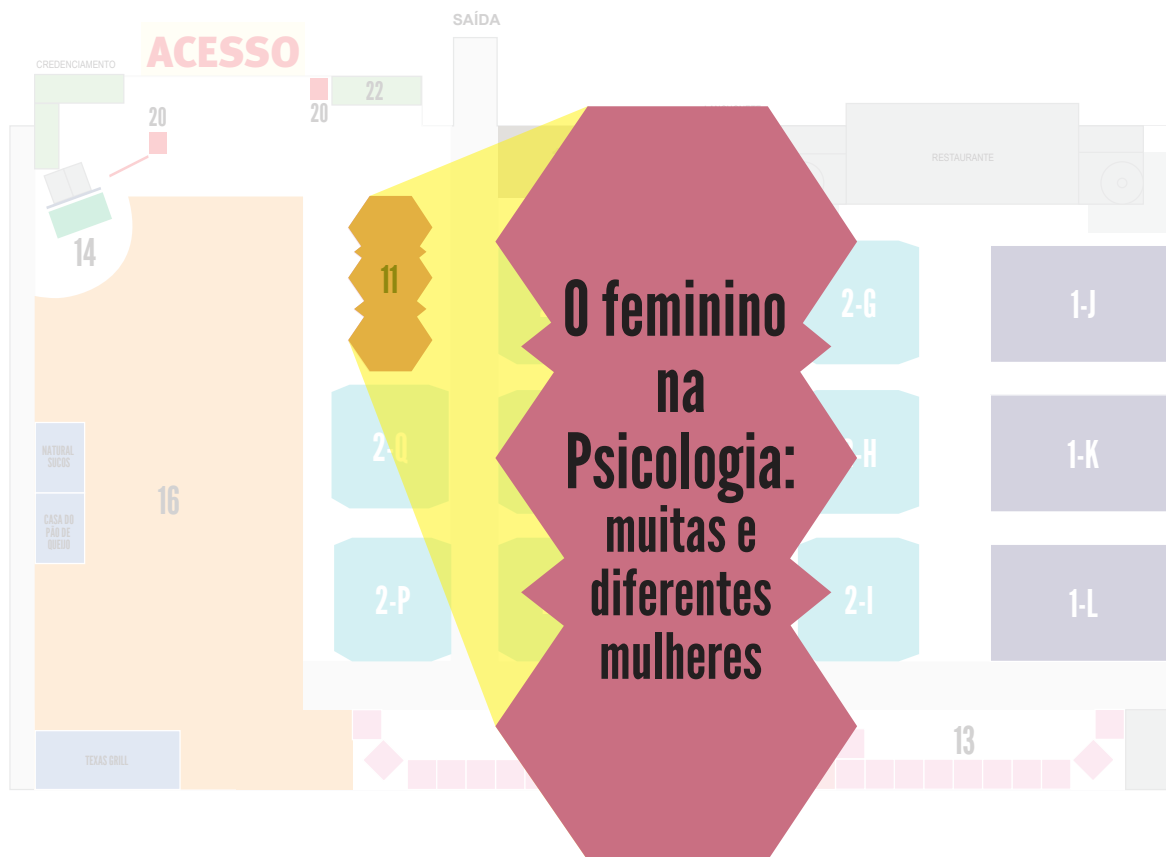 SAÍDA
ACESSO
CREDENCIAMENTO
22
20
20
RESTAURANTE
14
11
2-G
1-J
O feminino
na
Psicologia:
muitas e
diferentes
mulheres
2-Q
-H
1-K
NATURAL
SUCOS
16
CASA DO
PÃO DE
QUEIJO
2-P
2-I
1-L
13
TEXAS GRILL